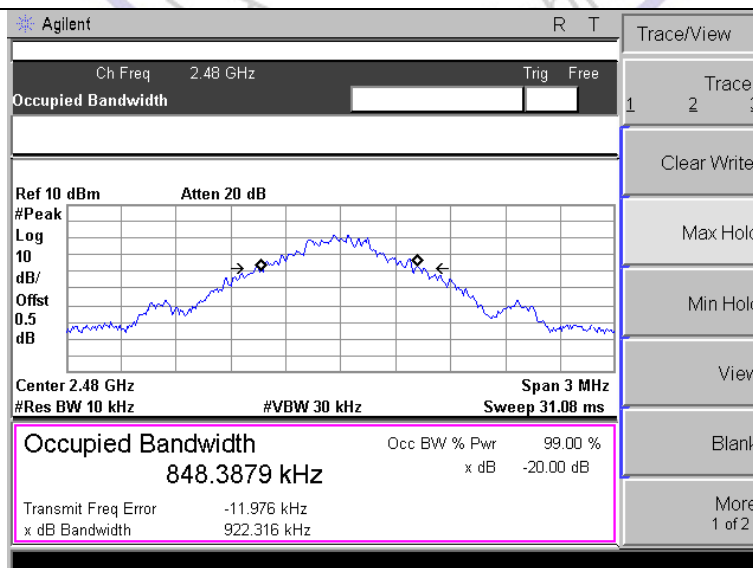 Agilent R T
Ch Freq 2.48 GHz Trig Free
Occupied Bandwidth
Ref 10 dBm Atten 20 dB
#Peak
Log
10
dB/
Offst
0.5
dB
Center 2.48 GHz Span 3 MHz
#Res BW 10 kHz #VBW 30 kHz Sweep 31.08 ms
Occupied Bandwidth Occ BW % Pwr 99.00 %
848.3879 kHz x dB -20.00 dB
Transmit Freq Error -11.976 kHz
x dB Bandwidth 922.316 kHz
Trace/View
Trace
1 2
Clear Write
Max Hold
Min Hold
View
Blank
More
1 of 2